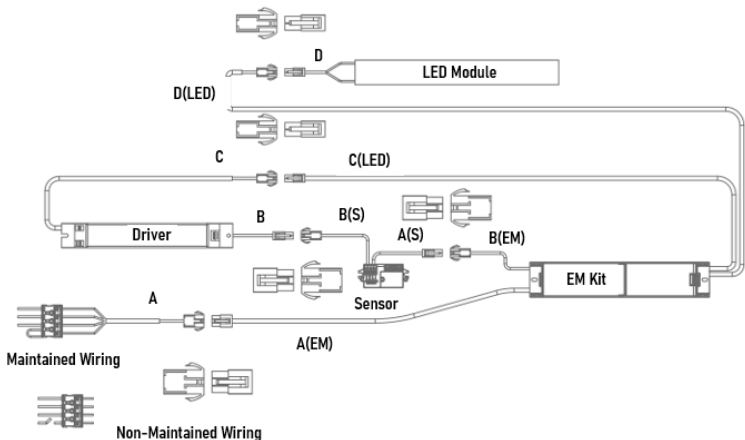 D
LED Module
D(LED)
C
C(LED)
B
B(S)
A(S)
B(EM)
Driver
EM Kit
Sensor
A
A(EM)
Maintained Wiring
Non-Maintained Wiring